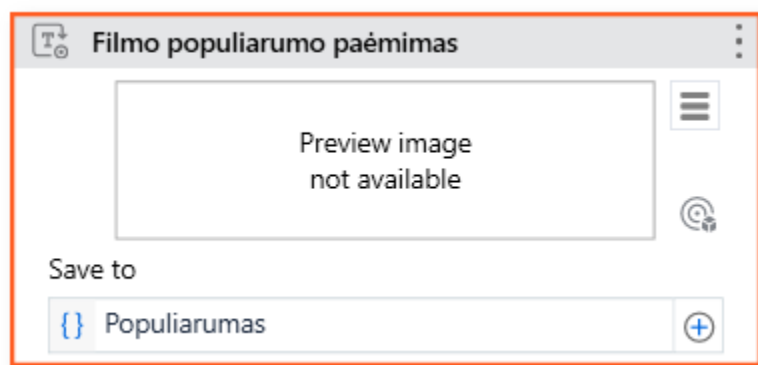 Filmo populiarumo paėmimas
Preview image
not available
Save to
{} Populiarumas